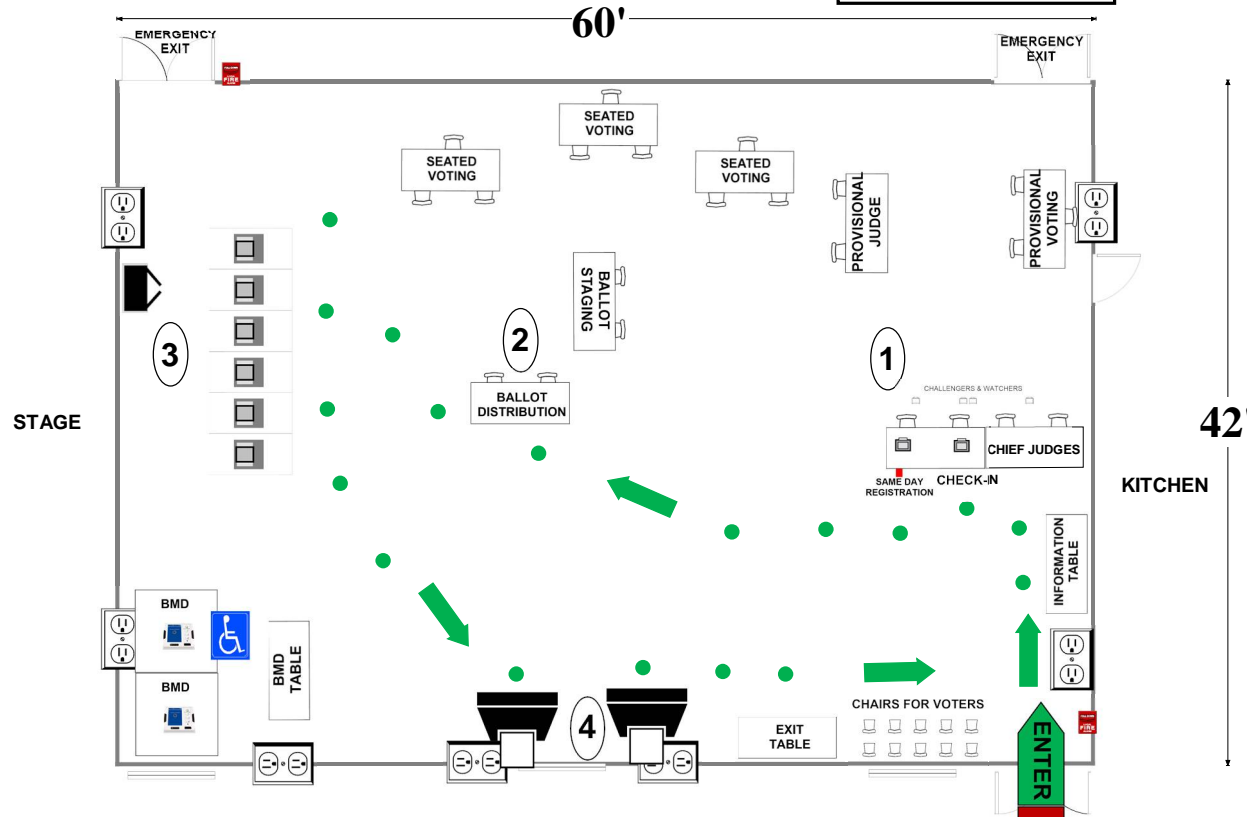 60'
EMERGENCY
EXIT
EMERGENCY
EXIT
FIRE
SEATED
VOTING
SEATED
VOTING
SEATED
VOTING
PROVISIONAL
JUDGE
PROVISIONAL
VOTING
BALLOT
STAGING
2
1
3
CHALLENGERS & WATCHERS
BALLOT
DISTRIBUTION
STAGE
42'
CHIEF JUDGES
SAME DAY
REGISTRATION
CHECK-IN
KITCHEN
INFORMATION
TABLE
BMD
BMD
TABLE
BMD
CHAIRS FOR VOTERS
4
EXIT
TABLE
ENTER
FIRE